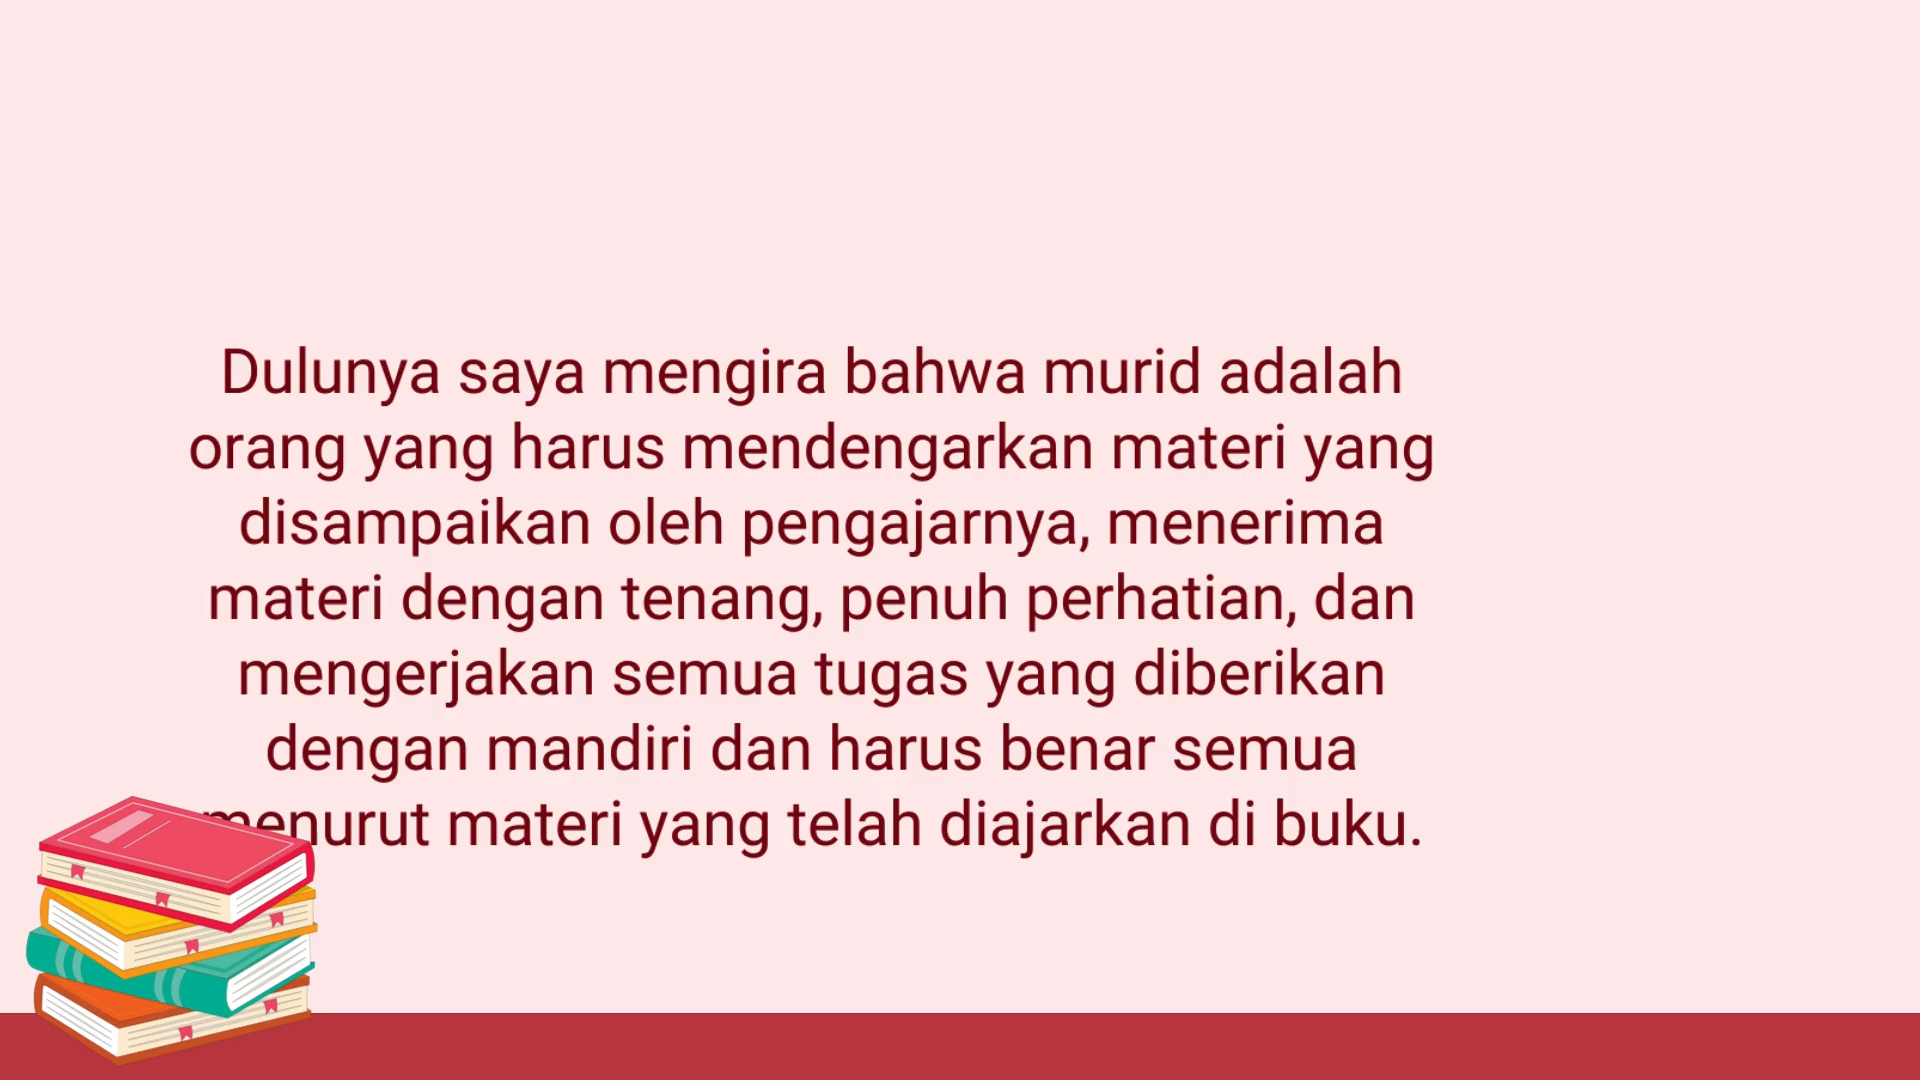 Dulunya saya mengira bahwa murid adalah
orang yang harus mendengarkan materi yang
disampaikan oleh pengajarnya, menerima
materi dengan tenang, penuh perhatian, dan
mengerjakan semua tugas yang diberikan
dengan mandiri dan harus benar semua
menurut materi yang telah diajarkan di buku.